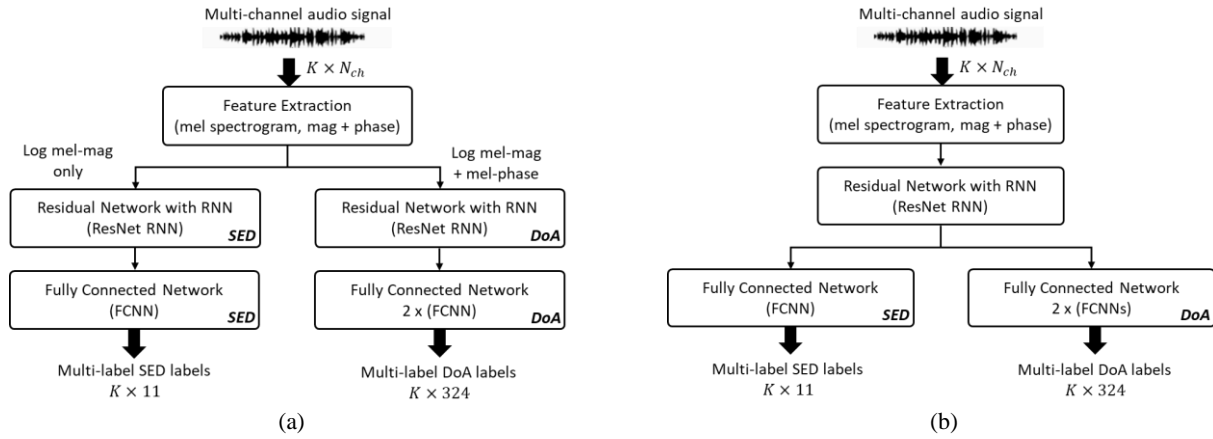 Multi-channel audio signal
K × N_ch
Feature Extraction
(mel spectrogram, mag + phase)
Log mel-mag
only
Log mel-mag
+ mel-phase
Residual Network with RNN
(ResNet RNN)
SED
Residual Network with RNN
(ResNet RNN)
DoA
Fully Connected Network
(FCNN)
SED
Fully Connected Network
2 x (FCNN)
DoA
Multi-label SED labels
K × 11
Multi-label DoA labels
K × 324
(a)
Multi-channel audio signal
K × N_ch
Feature Extraction
(mel spectrogram, mag + phase)
Residual Network with RNN
(ResNet RNN)
Fully Connected Network
(FCNN)
SED
Fully Connected Network
2 x (FCNNs)
DoA
Multi-label SED labels
K × 11
Multi-label DoA labels
K × 324
(b)